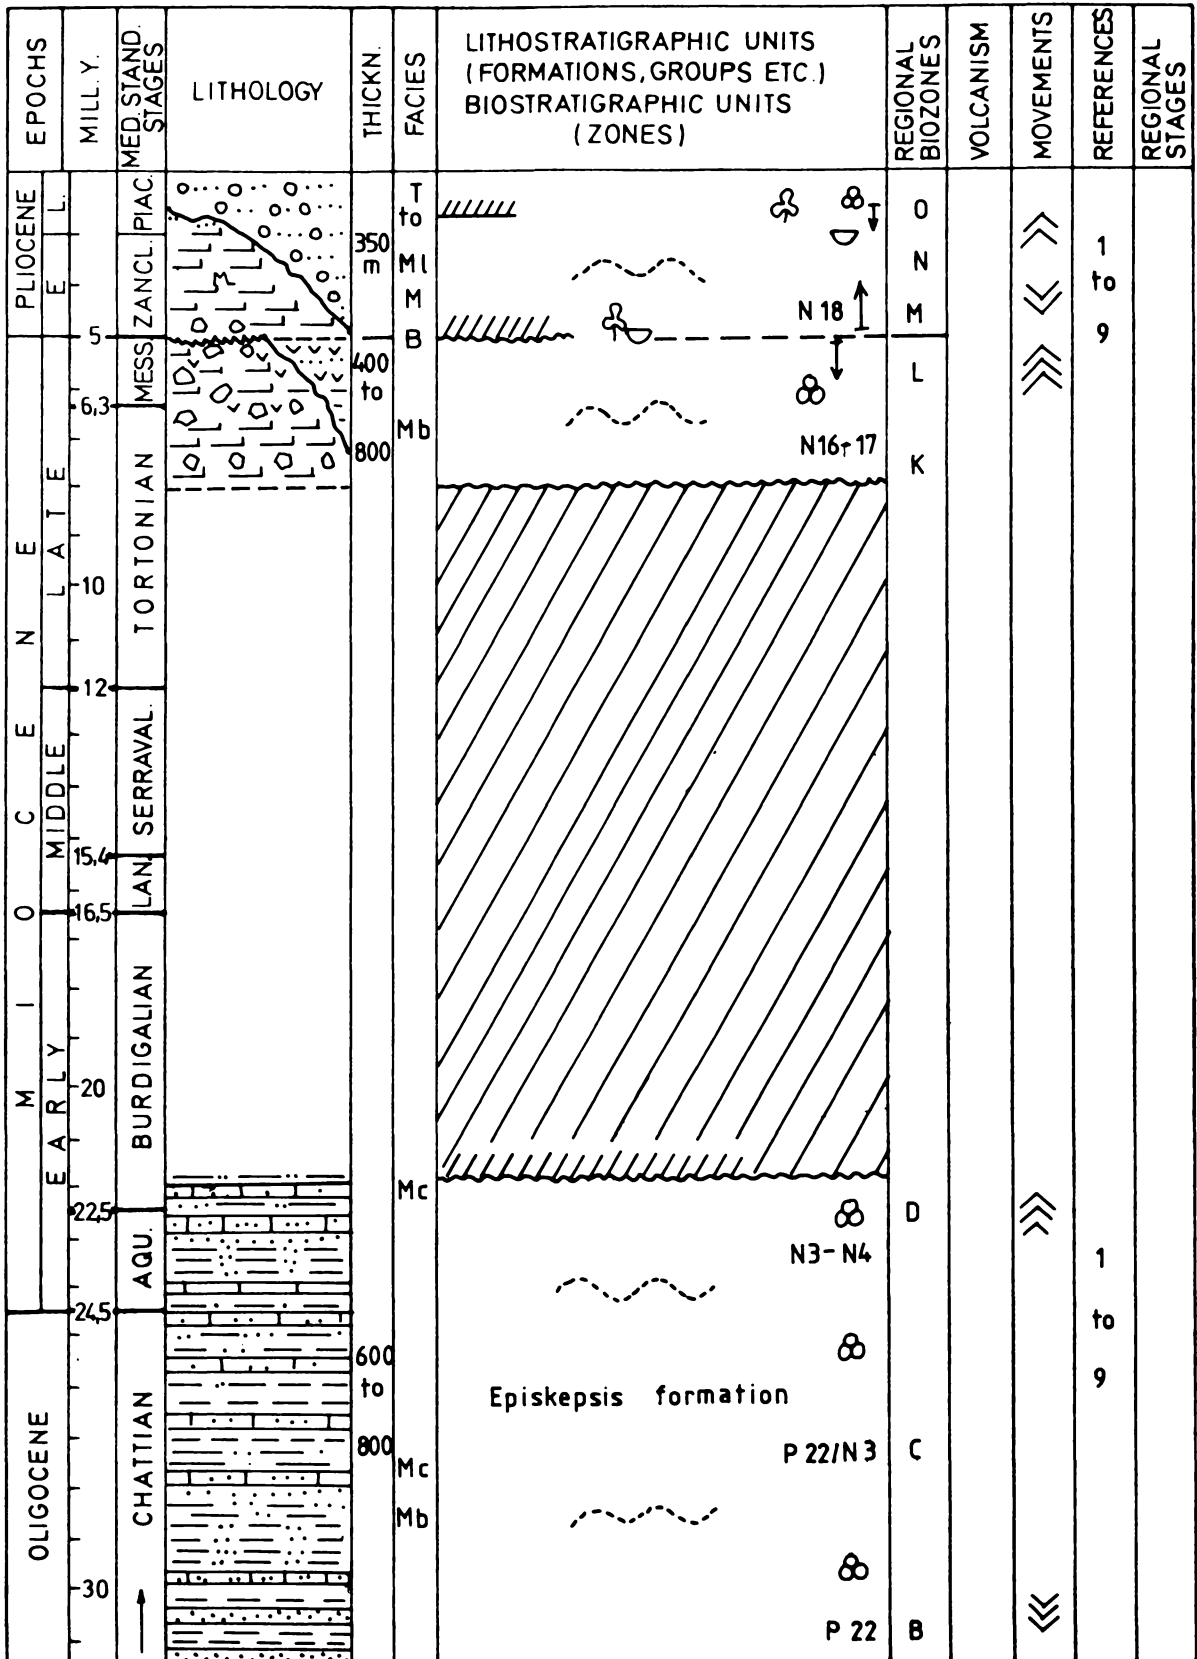 EPOCHS
MILL.Y.
MED.STAND.
STAGES
LITHOLOGY
THICKN.
FACIES
LITHOSTRATIGRAPHIC UNITS
(FORMATIONS, GROUPS ETC.)
BIOSTRATIGRAPHIC UNITS
(ZONES)
REGIONAL
BIOZONES
VOLCANISM
MOVEMENTS
REFERENCES
REGIONAL
STAGES
PLIOCENE
L.
E
PIAC.
ZANCL.
350
m
T
to
Ml
M
B
N 18
O
N
M
1
to
9
5
MIOCENE
LATE
MESS.
6,3
TORTONIAN
400
to
800
Mb
N16-17
L
K
10
12
MIDDLE
SERRAVAL.
15,4
LAN.
16,5
EARLY
BURDIGALIAN
20
22,5
Mc
D
AQU.
N3-N4
24,5
1
to
9
OLIGOCENE
CHATTIAN
600
to
800
Episkepsis formation
P 22/N 3
C
Mc
Mb
30
P 22
B